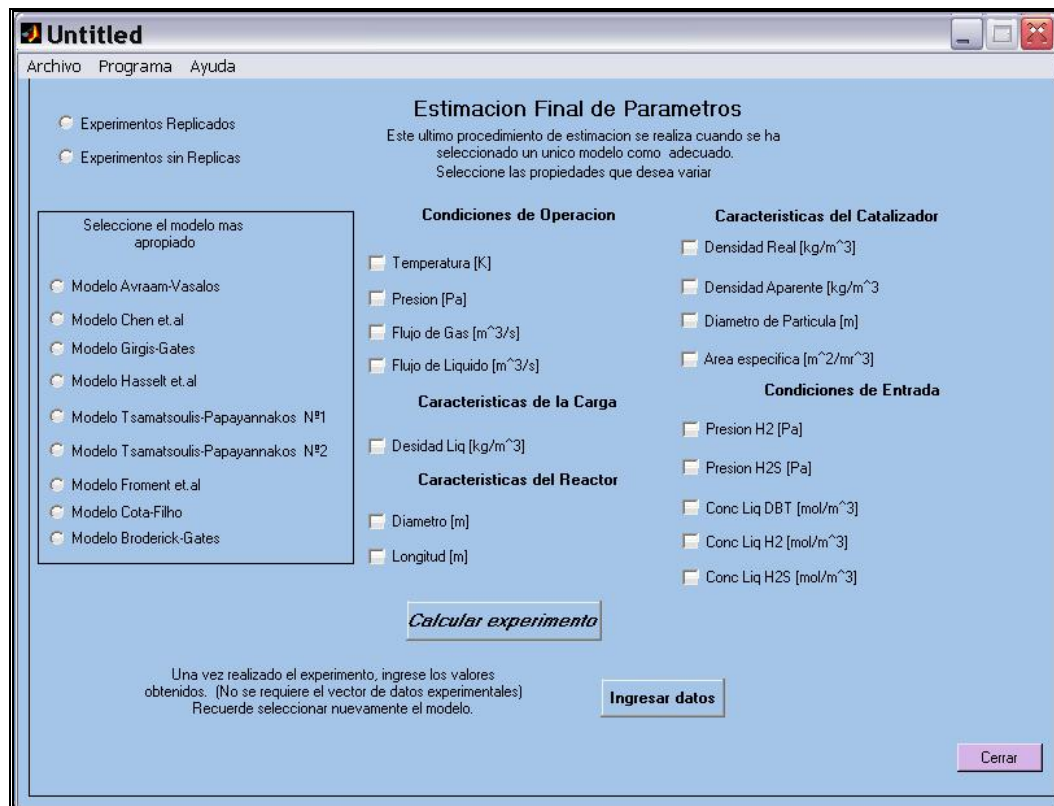 Untitled
Archivo Programa Ayuda
Experimentos Replicados
Experimentos sin Replicas
Estimacion Final de Parametros
Este ultimo procedimiento de estimacion se realiza cuando se ha
seleccionado un unico modelo como adecuado.
Seleccione las propiedades que desea variar
Seleccione el modelo mas
apropiado
Modelo Avraam-Vasalos
Modelo Chen et.al
Modelo Girgis-Gates
Modelo Hasselt et.al
Modelo Tsamatsoulis-Papayannakos Nº1
Modelo Tsamatsoulis-Papayannakos Nº2
Modelo Froment et.al
Modelo Cota-Filho
Modelo Broderick-Gates
Condiciones de Operacion
Temperatura [K]
Presion [Pa]
Flujo de Gas [m^3/s]
Flujo de Liquido [m^3/s]
Caracteristicas de la Carga
Desidad Liq [kg/m^3]
Caracteristicas del Reactor
Diametro [m]
Longitud [m]
Caracteristicas del Catalizador
Densidad Real [kg/m^3]
Densidad Aparente [kg/m^3
Diametro de Particula [m]
Area especifica [m^2/mr^3]
Condiciones de Entrada
Presion H2 [Pa]
Presion H2S [Pa]
Conc Liq DBT [mol/m^3]
Conc Liq H2 [mol/m^3]
Conc Liq H2S [mol/m^3]
Calcular experimento
Una vez realizado el experimento, ingrese los valores
obtenidos. (No se requiere el vector de datos experimentales)
Recuerde seleccionar nuevamente el modelo.
Ingresar datos
Cerrar